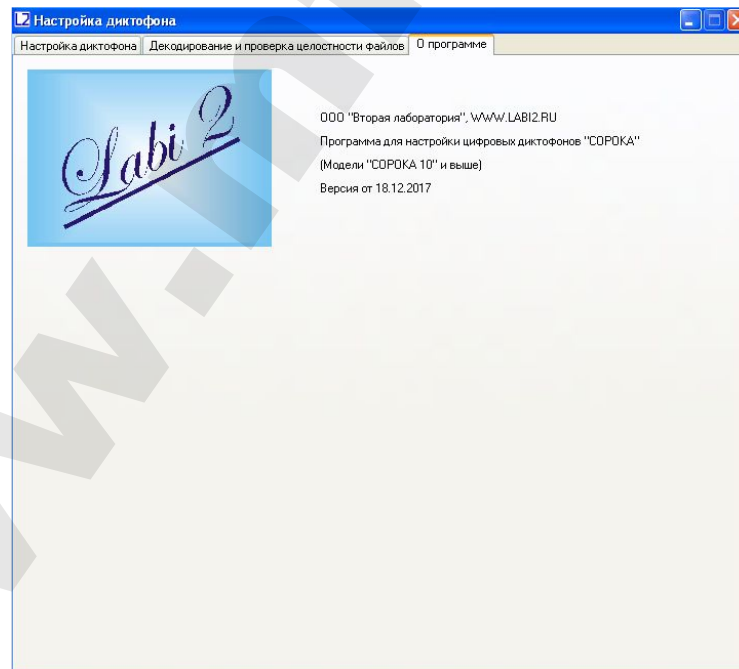 Настройка диктофона
Настройка диктофона Декодирование и проверка целостности файлов О программе
Labi 2
ООО "Вторая лаборатория", WWW.LABI2.RU
Программа для настройки цифровых диктофонов "СОРОКА"
(Модели "СОРОКА 10" и выше)
Версия от 18.12.2017